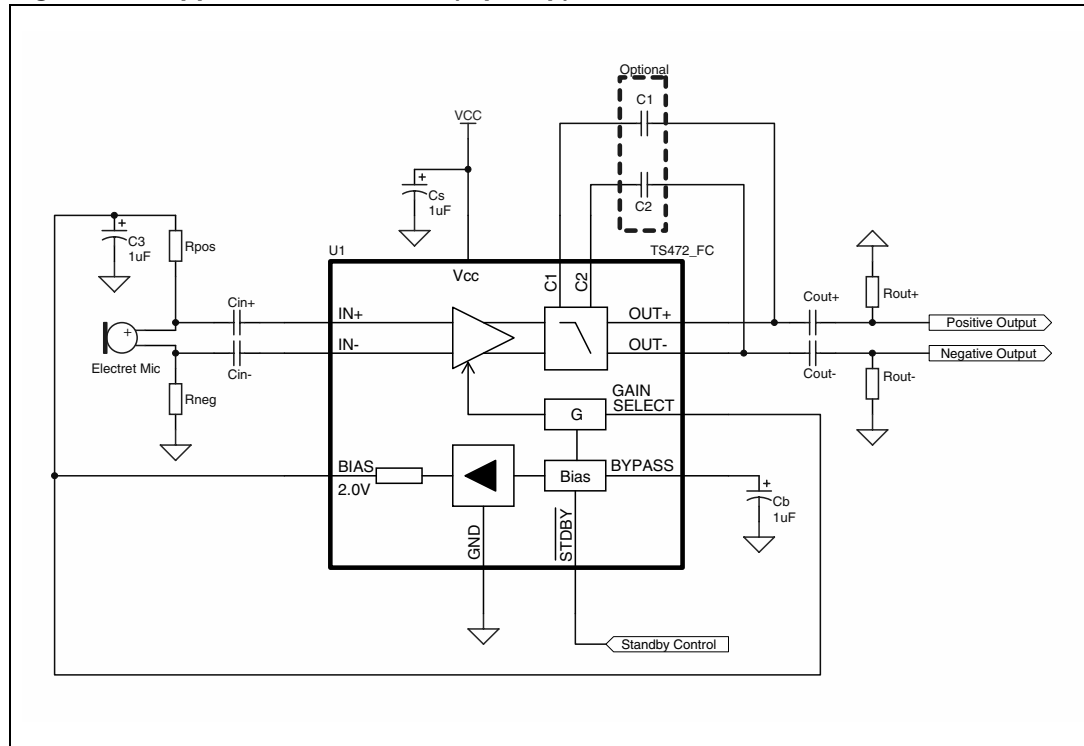 Optional
C1
VCC
+
Cs
1uF
C2
+
C3
1uF
Rpos
U1
TS472_FC
Vcc
C1
C2
Cin+
Cout+
Rout+
IN+
OUT+
Positive Output
+
IN-
OUT-
Negative Output
Electret Mic
Cin-
Cout-
Rout-
Rneg
GAIN
SELECT
G
BIAS
BYPASS
2.0V
Bias
+
Cb
1uF
GND
STDBY
Standby Control